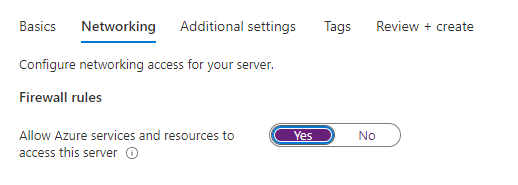 Basics Networking Additional settings Tags Review + create
Configure networking access for your server.
Firewall rules
Allow Azure services and resources to Yes No
access this server